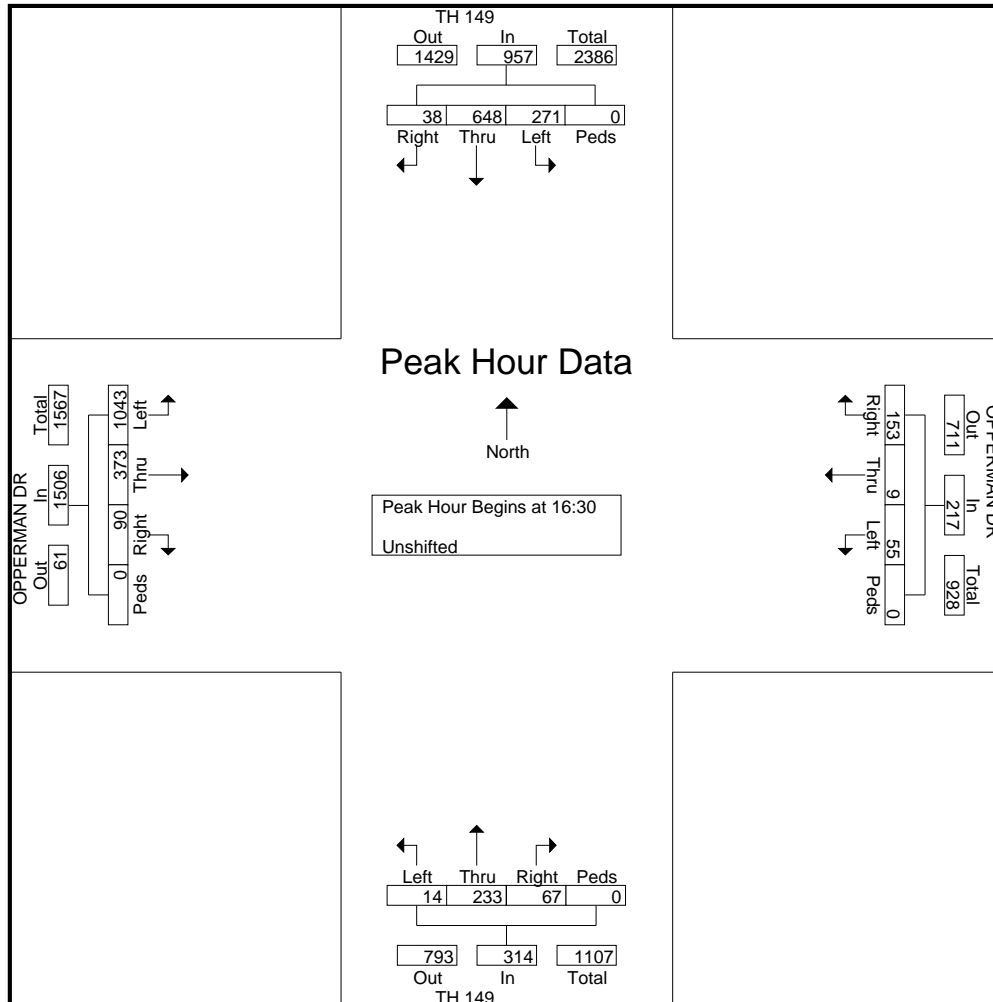 TH 149
Out In Total
1429 957 2386
38 648 271 0
Right Thru Left Peds
Peak Hour Data
North
Peak Hour Begins at 16:30
Unshifted
OPPERMAN DR
Out In Total
61 1506 1567
0 90 373 1043
Peds Right Thru Left
OPPERMAN DR
Out In Total
711 217 928
153 9 55 0
Right Thru Left Peds
Left Thru Right Peds
14 233 67 0
793 314 1107
Out In Total
TH 149